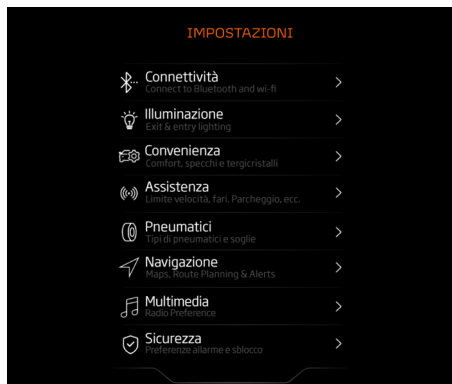 IMPOSTAZIONI
Connettività
Connect to Bluetooth and wi-fi
Illuminazione
Exit & entry lighting
Convenienza
Comfort, specchi e tergicristalli
Assistenza
Limite velocità, fari. Parcheggio, ecc.
Pneumatici
Tipi di pneumatici e soglie
Navigazione
Maps, Route Planning & Alerts
Multimedia
Radio Preference
Sicurezza
Preferenze allarme e sblocco